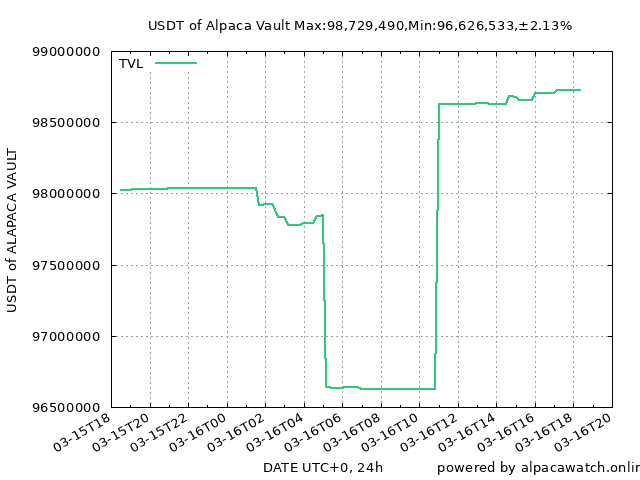 USDT of Alpaca Vault Max:98,729,490,Min:96,626,533,±2.13%
99000000
TVL
98500000
98000000
97500000
97000000
96500000
USDT of ALAPACA VAULT
03-15T18
03-15T20
03-15T22
03-16T00
03-16T02
03-16T04
03-16T06
03-16T08
03-16T10
03-16T12
03-16T14
03-16T16
03-16T18
03-16T20
DATE UTC+0, 24h
powered by alpacawatch.onlin